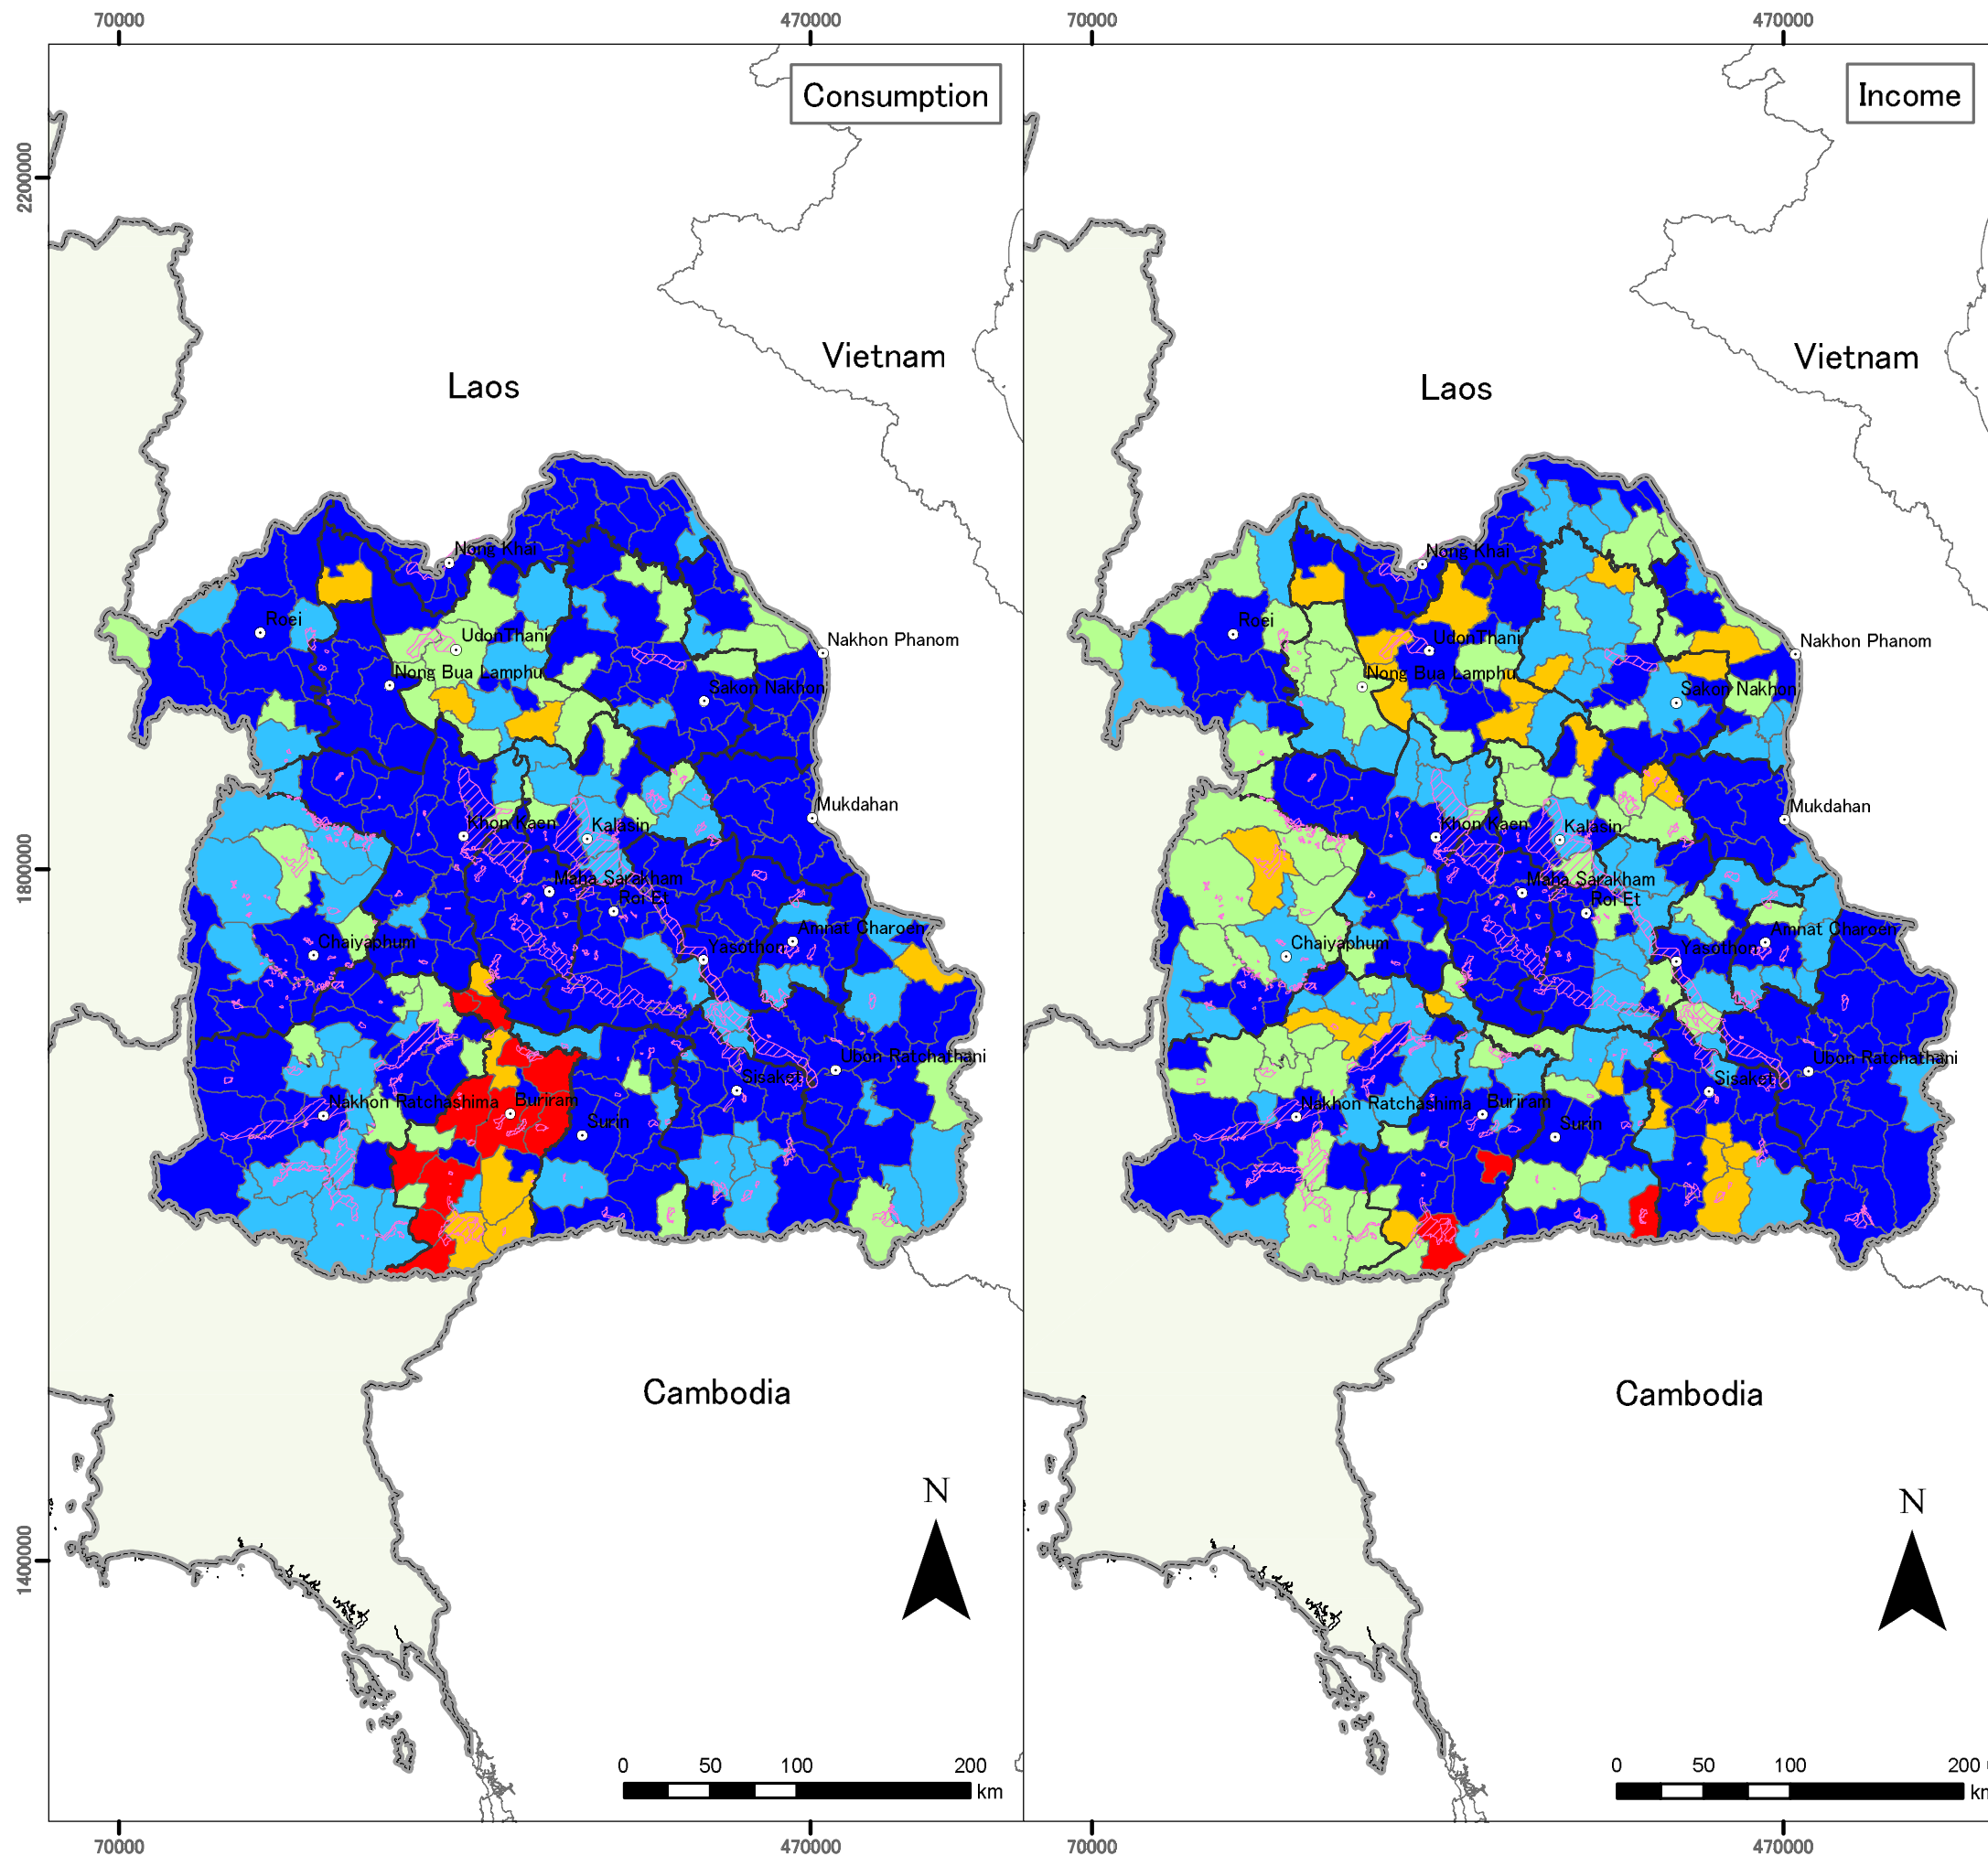 70000 470000 70000 470000
Consumption Income
2200000
Vietnam Vietnam
Laos Laos
Nong Khai Nong Khai
Roei Roei
UdonThani UdonThani
Nakhon Phanom Nakhon Phanom
Nong Bua Lamphu Nong Bua Lamphu
Sakon Nakhon Sakon Nakhon
Mukdahan Mukdahan
Khon Kaen Kalasin Khon Kaen Kalasin
1800000
Maha Sarakham Maha Sarakham
Roi Et Roi Et
Amnat Charoen Amnat Charoen
Chaiyaphum Yasothon Chaiyaphum Yasothon
Ubon Ratchathani Ubon Ratchathani
Sisaket Sisaket
Nakhon Ratchashima Buriram Nakhon Ratchashima Buriram
Surin Surin
Cambodia Cambodia
N N
1400000
0 50 100 200 0 50 100 200
km km
70000 470000 70000 470000